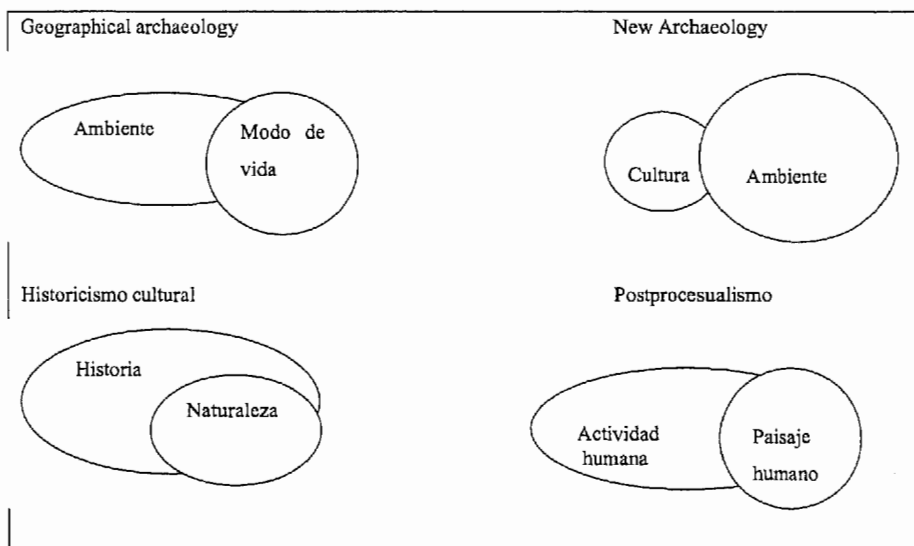 Geographical archaeology
New Archaeology
Ambiente
Modo de
vida
Cultura
Ambiente
Historicismo cultural
Postprocesualismo
Historia
Naturaleza
Actividad
humana
Paisaje
humano